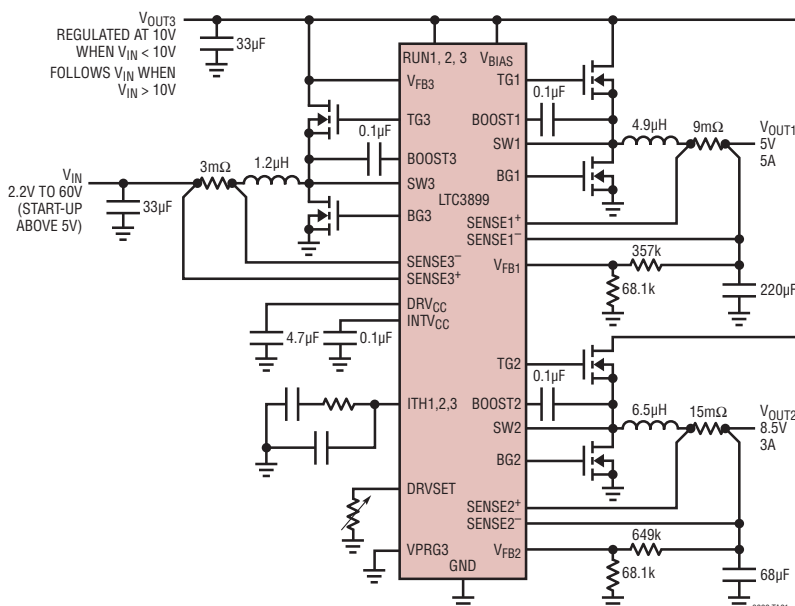 VOUT3
REGULATED AT 10V
WHEN VIN < 10V
FOLLOWS VIN WHEN
VIN > 10V
33µF
VIN
2.2V TO 60V
(START-UP
ABOVE 5V)
33µF
3mΩ
1.2µH
0.1µF
4.7µF
0.1µF
RUN1, 2, 3
VBIAS
VFB3
TG3
BOOST3
SW3
LTC3899
BG3
SENSE3–
SENSE3+
DRVCC
INTVCC
ITH1,2,3
DRVSET
VPRG3
GND
TG1
BOOST1
SW1
BG1
SENSE1+
SENSE1–
VFB1
TG2
BOOST2
SW2
BG2
SENSE2+
SENSE2–
VFB2
0.1µF
4.9µH
9mΩ
VOUT1
5V
5A
357k
68.1k
220µF
0.1µF
6.5µH
15mΩ
VOUT2
8.5V
3A
649k
68.1k
68µF